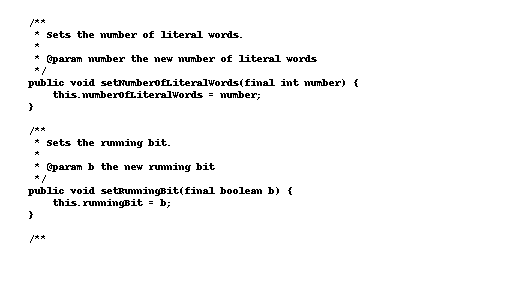 /**
 * Sets the number of literal words.
 *
 * @param number the new number of literal words
 */
public void setNumberOfLiteralWords(final int number) {
    this.numberOfLiteralWords = number;
}

/**
 * Sets the running bit.
 *
 * @param b the new running bit
 */
public void setRunningBit(final boolean b) {
    this.runningBit = b;
}

/**